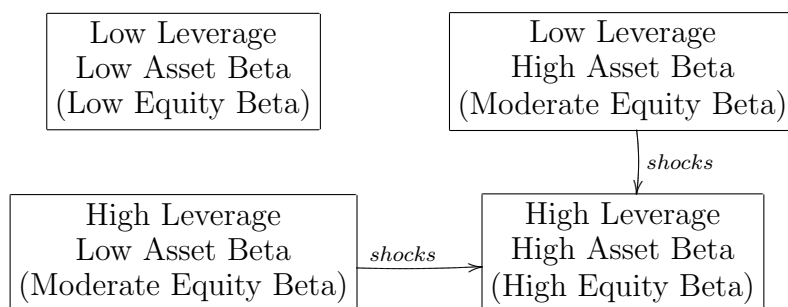 Low Leverage
Low Asset Beta
(Low Equity Beta)
Low Leverage
High Asset Beta
(Moderate Equity Beta)
shocks
High Leverage
Low Asset Beta
(Moderate Equity Beta)
shocks
High Leverage
High Asset Beta
(High Equity Beta)